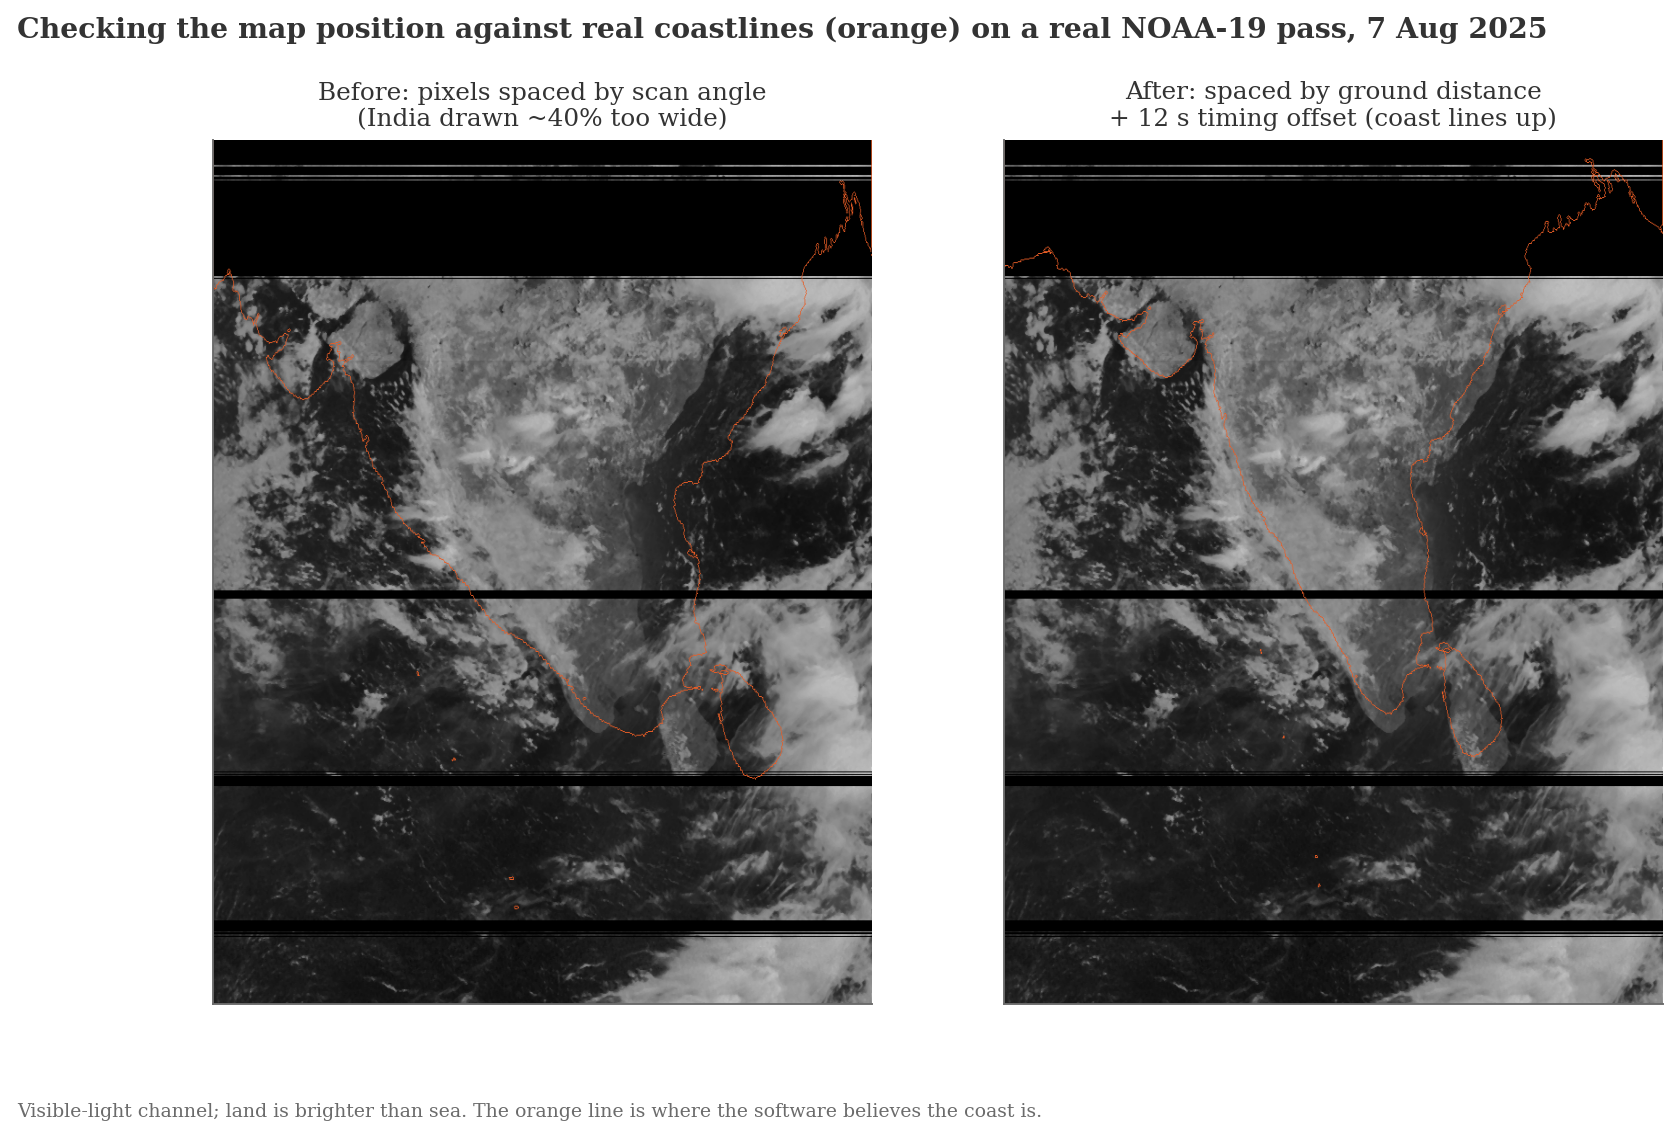 Checking the map position against real coastlines (orange) on a real NOAA-19 pass, 7 Aug 2025
Before: pixels spaced by scan angle
(India drawn ~40% too wide)
After: spaced by ground distance
+ 12 s timing offset (coast lines up)
Visible-light channel; land is brighter than sea. The orange line is where the software believes the coast is.